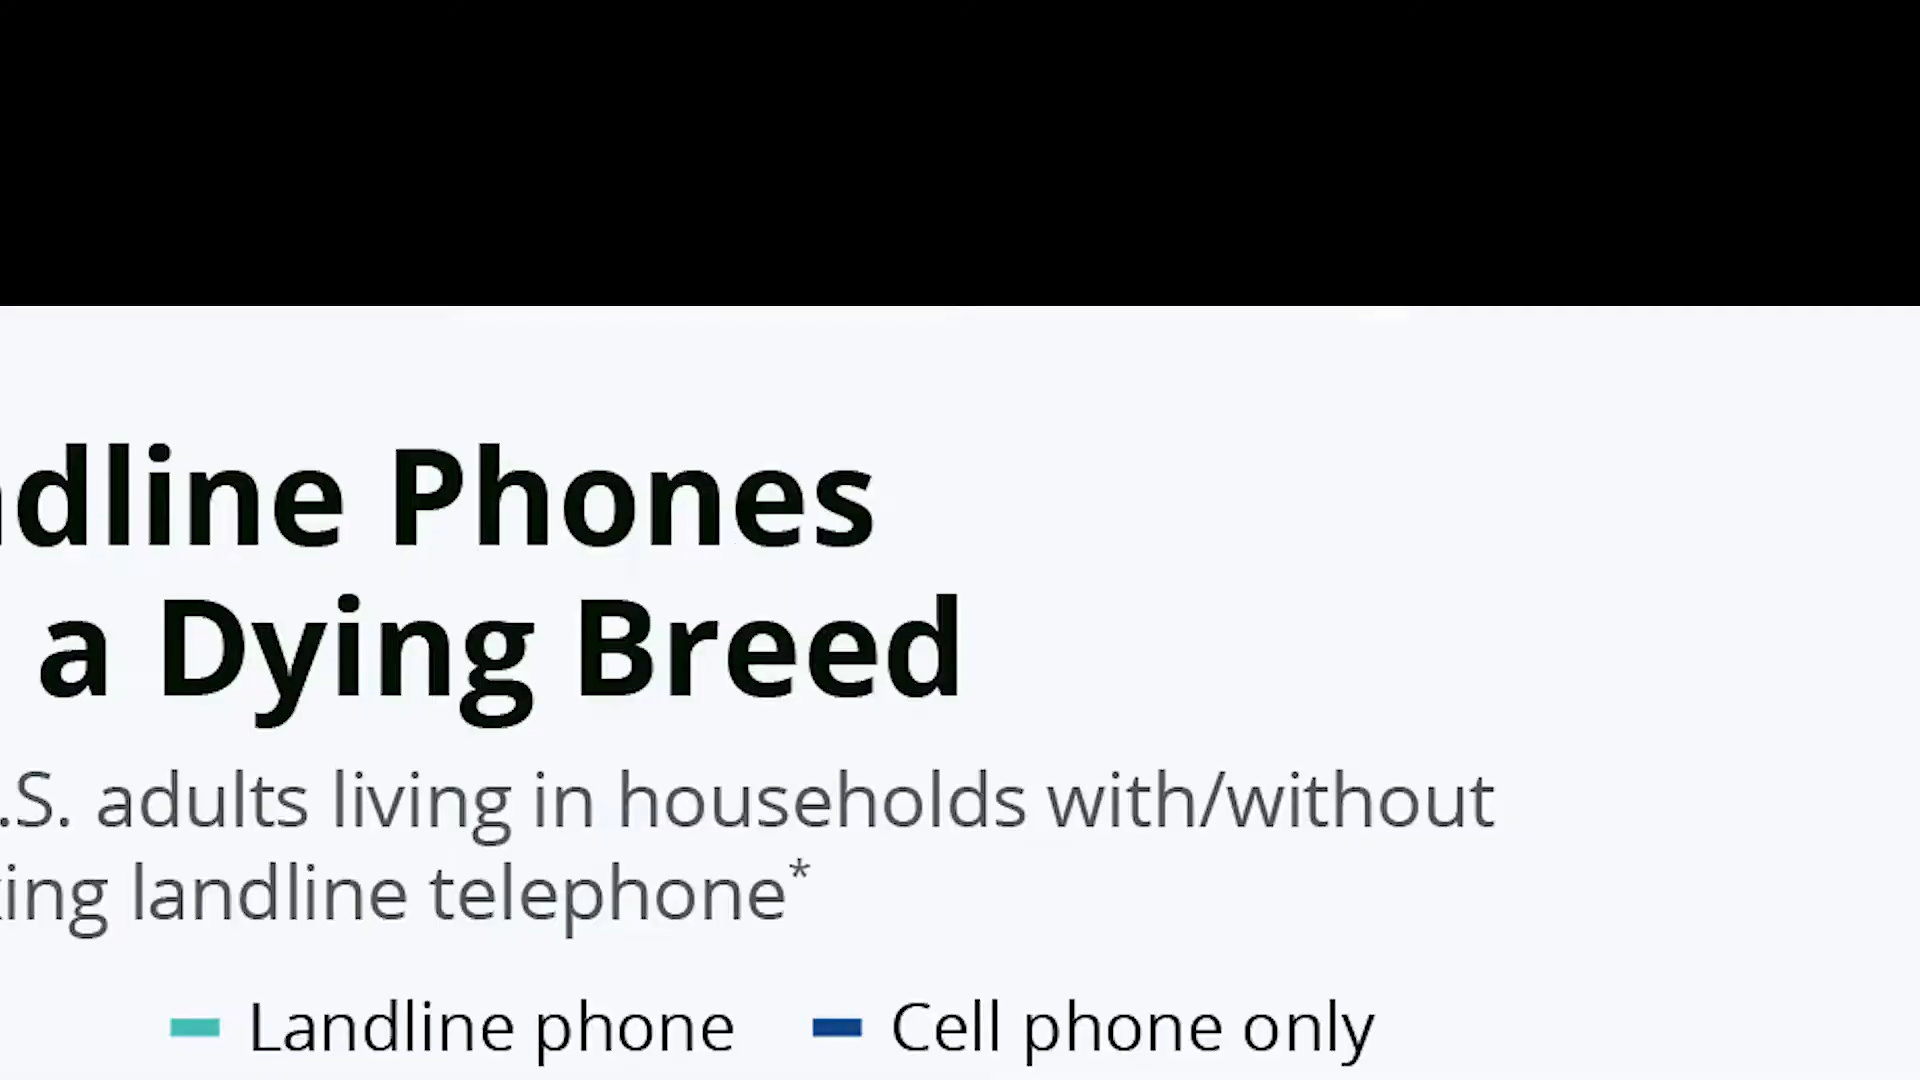 dline Phones
a Dying Breed
.S. adults living in households with/without
ing landline telephone*
Landline phone Cell phone only